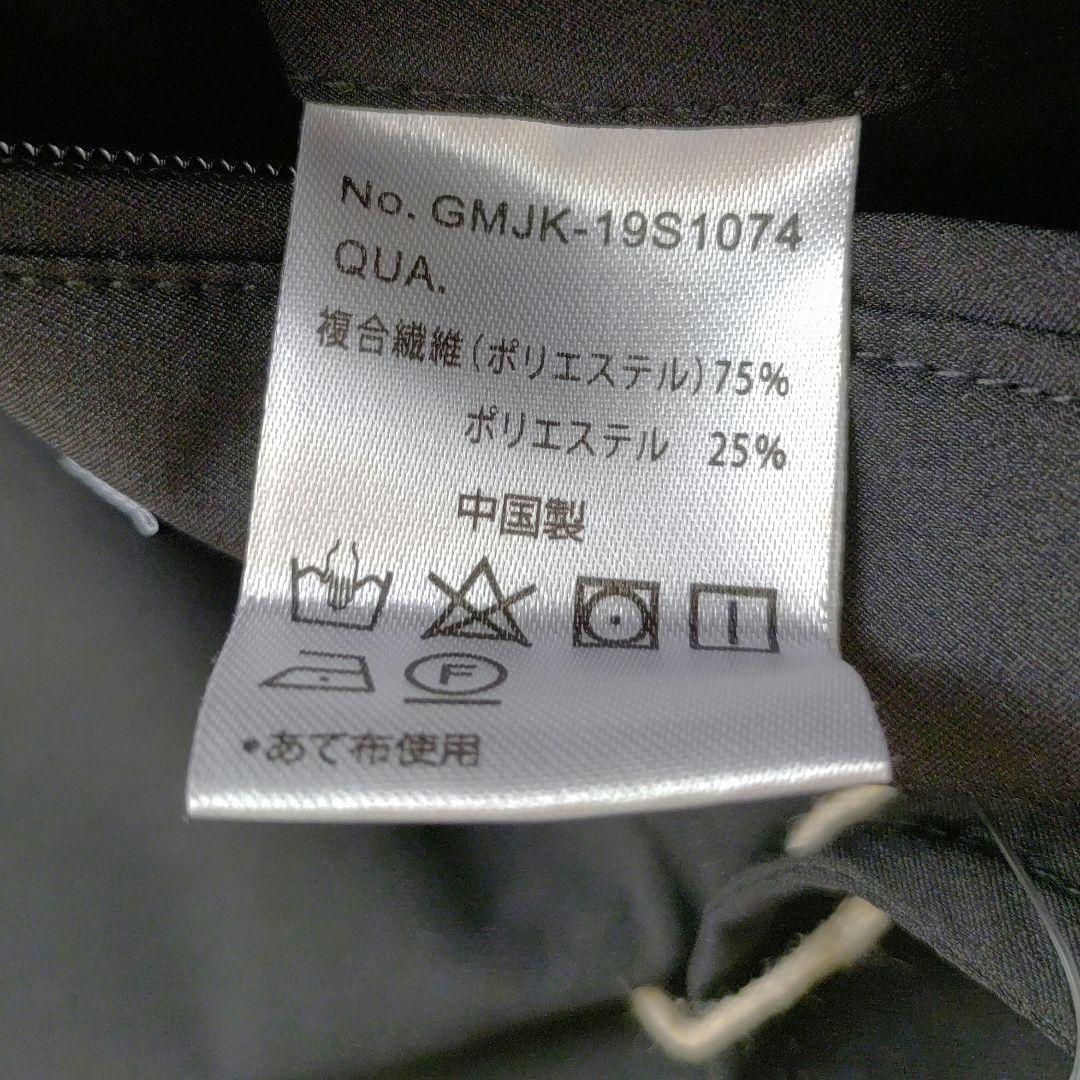 No. GMJK-19S1074
QUA.
複合繊維(ポリエステル)75%
ポリエステル 25%
中国製
F
•あて布使用